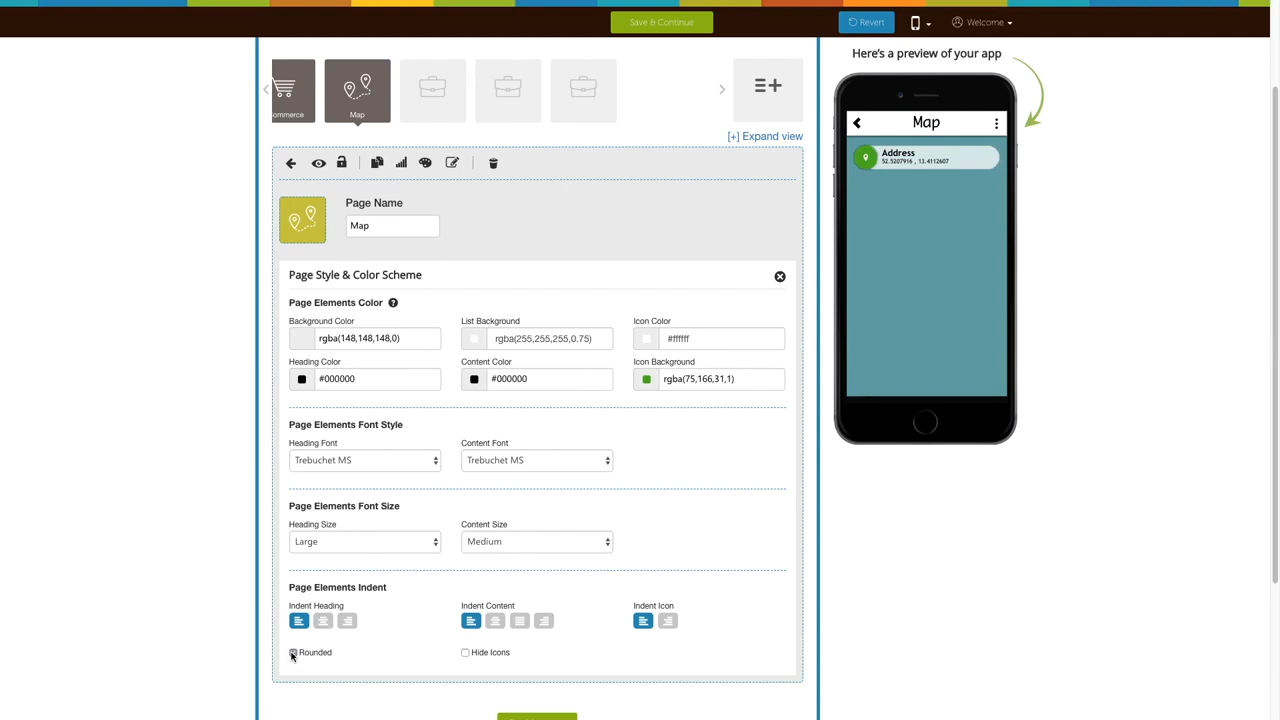 Save & Continue
Revert
Welcome
ommerce
Map
[+] Expand view
Page Name
Map
Page Style & Color Scheme
Page Elements Color
Background Color
List Background
Icon Color
rgba(148,148,148,0)
rgba(255,255,255,0.75)
#ffffff
Heading Color
Content Color
Icon Background
#000000
#000000
rgba(75,166,31,1)
Page Elements Font Style
Heading Font
Content Font
Trebuchet MS
Trebuchet MS
Page Elements Font Size
Heading Size
Content Size
Large
Medium
Page Elements Indent
Indent Heading
Indent Content
Indent Icon
Rounded
Hide Icons
Here's a preview of your app
Map
Address
52.5207916 , 13.4112607